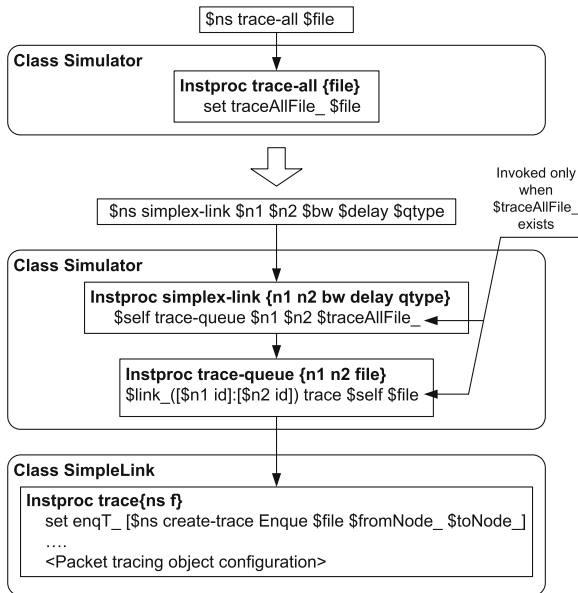 $ns trace-all $file
Class Simulator
Instproc trace-all {file}
set traceAllFile_ $file
Invoked only
when
$traceAllFile_
exists
$ns simplex-link $n1 $n2 $bw $delay $qtype
Class Simulator
Instproc simplex-link {n1 n2 bw delay qtype}
$self trace-queue $n1 $n2 $traceAllFile_
Instproc trace-queue {n1 n2 file}
$link_([$n1 id]:[$n2 id]) trace $self $file
Class SimpleLink
Instproc trace{ns f}
set enqT_ [$ns create-trace Enque $file $fromNode_ $toNode_]
....
<Packet tracing object configuration>